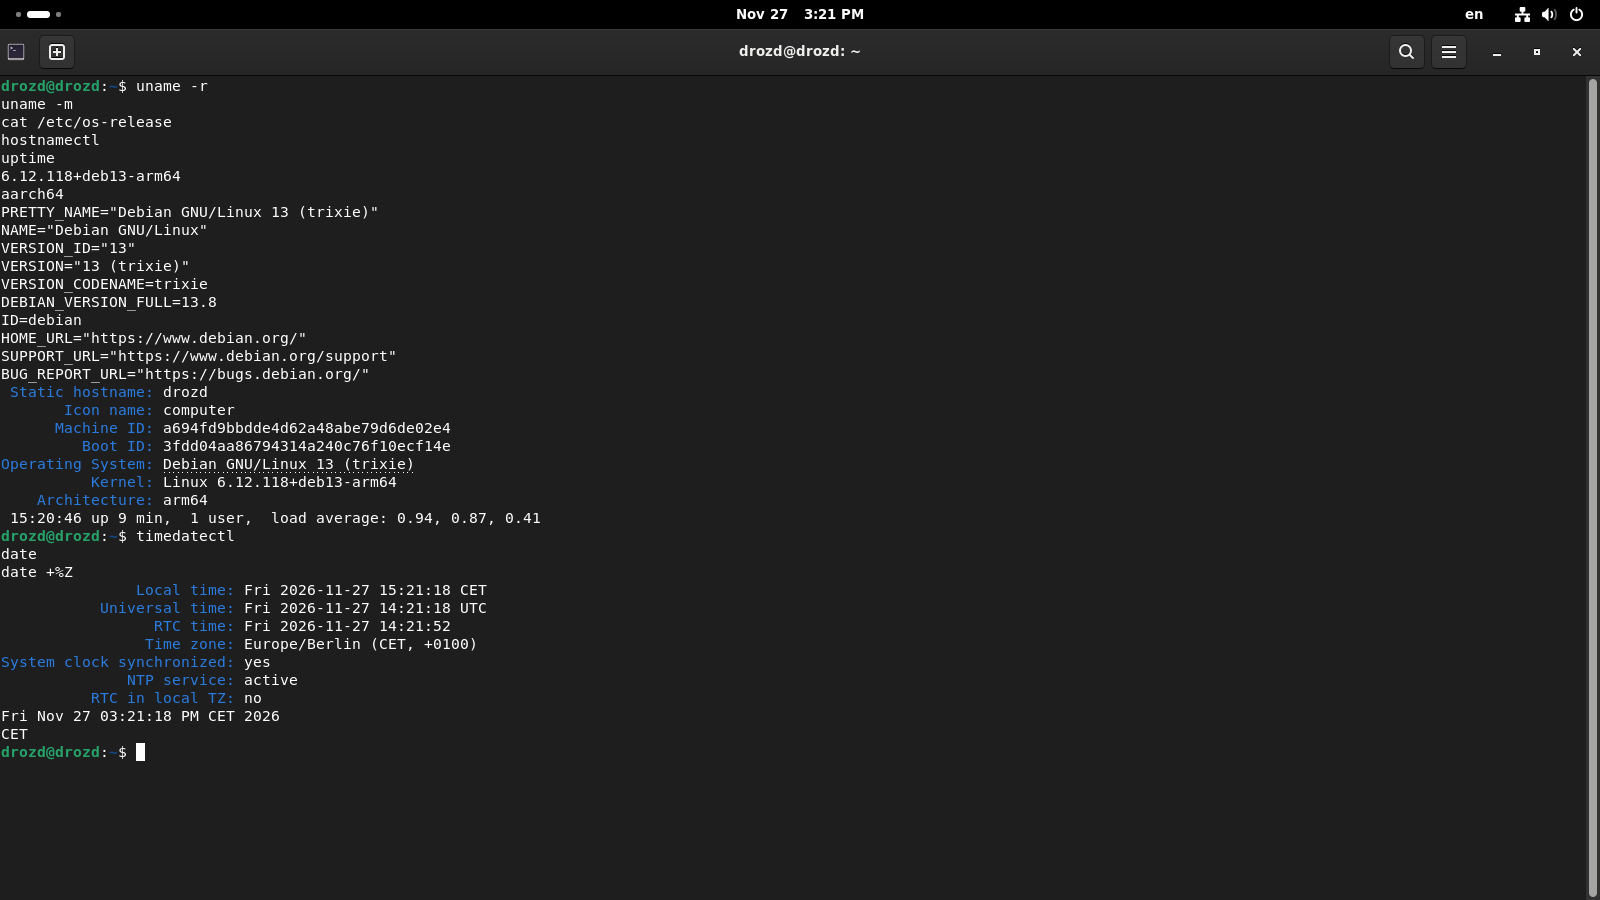 Nov 27 3:21 PM
en
drozd@drozd: ~
drozd@drozd:~$ uname -r
uname -m
cat /etc/os-release
hostnamectl
uptime
6.12.118+deb13-arm64
aarch64
PRETTY_NAME="Debian GNU/Linux 13 (trixie)"
NAME="Debian GNU/Linux"
VERSION_ID="13"
VERSION="13 (trixie)"
VERSION_CODENAME=trixie
DEBIAN_VERSION_FULL=13.8
ID=debian
HOME_URL="https://www.debian.org/"
SUPPORT_URL="https://www.debian.org/support"
BUG_REPORT_URL="https://bugs.debian.org/"
Static hostname: drozd
Icon name: computer
Machine ID: a694fd9bbdde4d62a48abe79d6de02e4
Boot ID: 3fdd04aa86794314a240c76f10ecf14e
Operating System: Debian GNU/Linux 13 (trixie)
Kernel: Linux 6.12.118+deb13-arm64
Architecture: arm64
15:20:46 up 9 min,  1 user,  load average: 0.94, 0.87, 0.41
drozd@drozd:~$ timedatectl
date
date +%Z
Local time: Fri 2026-11-27 15:21:18 CET
Universal time: Fri 2026-11-27 14:21:18 UTC
RTC time: Fri 2026-11-27 14:21:52
Time zone: Europe/Berlin (CET, +0100)
System clock synchronized: yes
NTP service: active
RTC in local TZ: no
Fri Nov 27 03:21:18 PM CET 2026
CET
drozd@drozd:~$